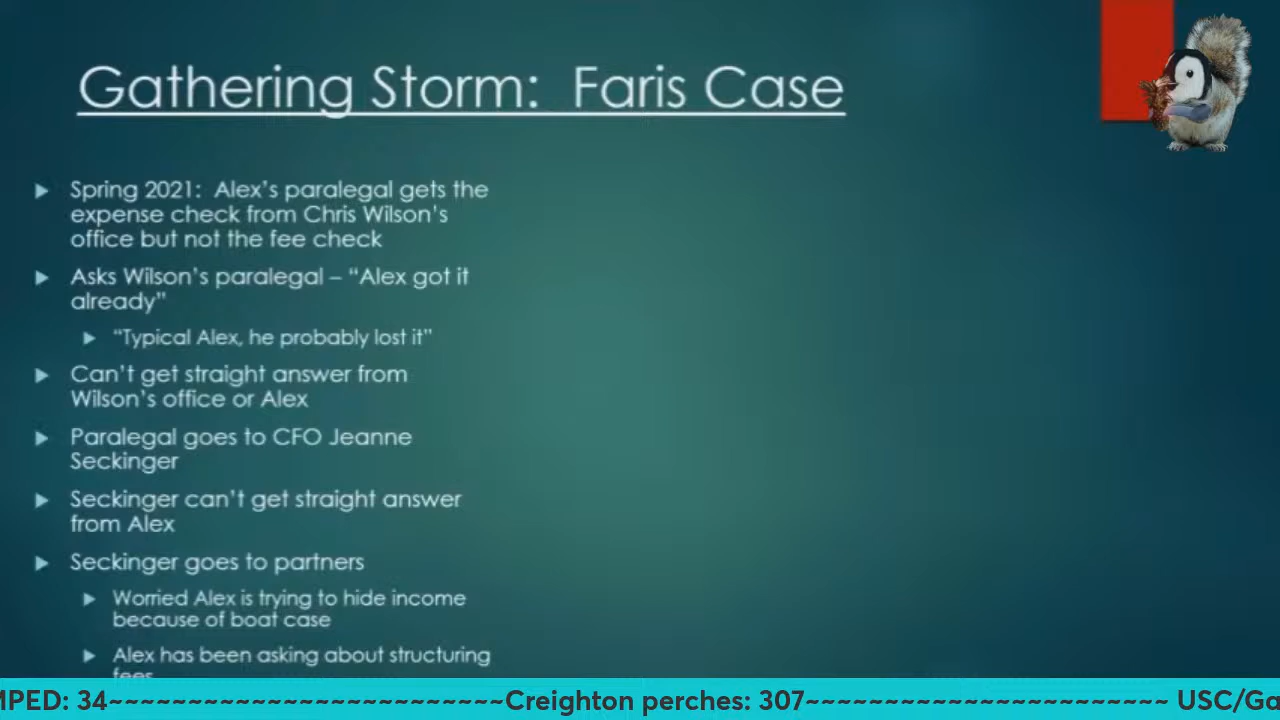 Gathering Storm: Faris Case
Spring 2021: Alex's paralegal gets the
expense check from Chris Wilson's
office but not the fee check
Asks Wilson's paralegal – “Alex got it
already”
“Typical Alex, he probably lost it”
Can't get straight answer from
Wilson's office or Alex
Paralegal goes to CFO Jeanne
Seckinger
Seckinger can't get straight answer
from Alex
Seckinger goes to partners
Worried Alex is trying to hide income
because of boat case
Alex has been asking about structuring
fees
MPED: 34~~~~~~~~~~~~~~~~~~~~~~~~~Creighton perches: 307~~~~~~~~~~~~~~~~~~~~~~~ USC/Ga